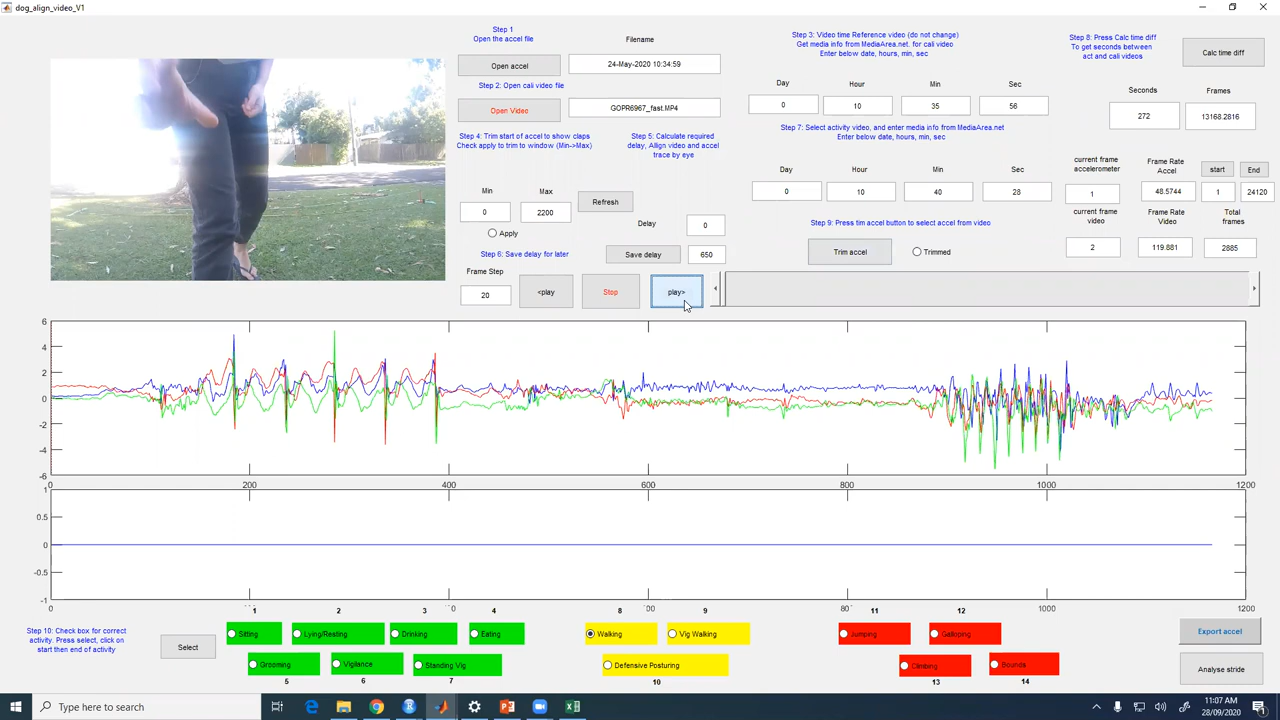 dog_align_video_V1
Step 1
Open the accel file
Filename
Open accel
24-May-2020 10:34:59
Step 2: Open cali video file
Open Video
GOPR6967_fast.MP4
Step 4: Trim start of accel to show claps
Check apply to trim to window (Min->Max)
Step 5: Calculate required
delay, Allign video and accel
trace by eye
Min
Max
0
2200
Refresh
Apply
Delay
0
Step 6: Save delay for later
Save delay
650
Frame Step
20
<play
Stop
play>
Step 3: Video time Reference video (do not change)
Get media info from MediaArea.net. for cali video
Enter below date, hours, min, sec
Day
Hour
Min
Sec
0
10
35
56
Step 7: Select activity video, and enter media info from MediaArea.net
Enter below date, hours, min, sec
Day
Hour
Min
Sec
0
10
40
28
Step 9: Press tim accel button to select accel from video
Trim accel
Trimmed
Step 8: Press Calc time diff
To get seconds between
act and cali videos
Calc time diff
Seconds
Frames
272
13168.2816
current frame
accelerometer
Frame Rate
Accel
start
End
1
48.5744
1
24120
current frame
video
Frame Rate
Video
Total
frames
2
119.881
2885
6
4
2
0
-2
-4
-6
0 200 400 600 800 1000 1200
1
0.5
0
-0.5
-1
0 1000 1200
Step 10: Check box for correct
activity. Press select, click on
start then end of activity
Select
1 2 3 4 8 9 11 12
Sitting
Lying/Resting
Drinking
Eating
Walking
Vig Walking
Jumping
Galloping
Grooming
Vigilance
Standing Vig
Defensive Posturing
Climbing
Bounds
5 6 7 10 13 14
Export accel
Analyse stride
Type here to search
11:07 AM
28/09/2020